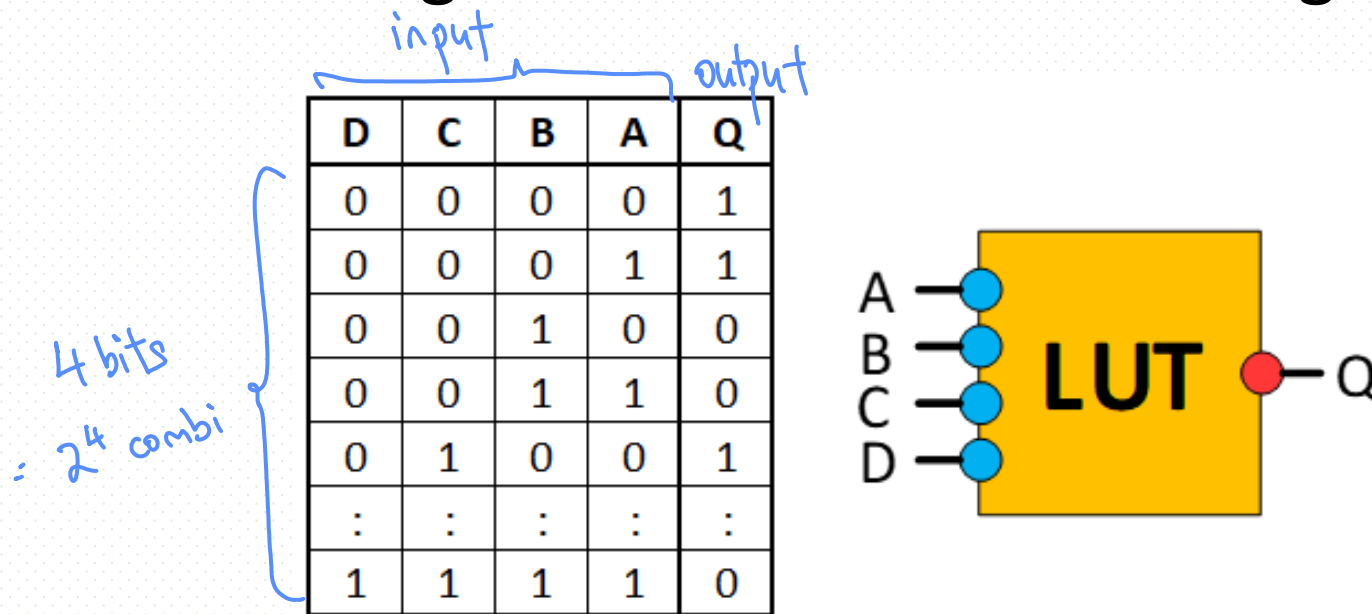 input
output
D C B A Q
0 0 0 0 1
0 0 0 1 1
0 0 1 0 0
0 0 1 1 0
0 1 0 0 1
: : : : :
1 1 1 1 0
4 bits
= 2⁴ combi
A
B
C
D
LUT
Q